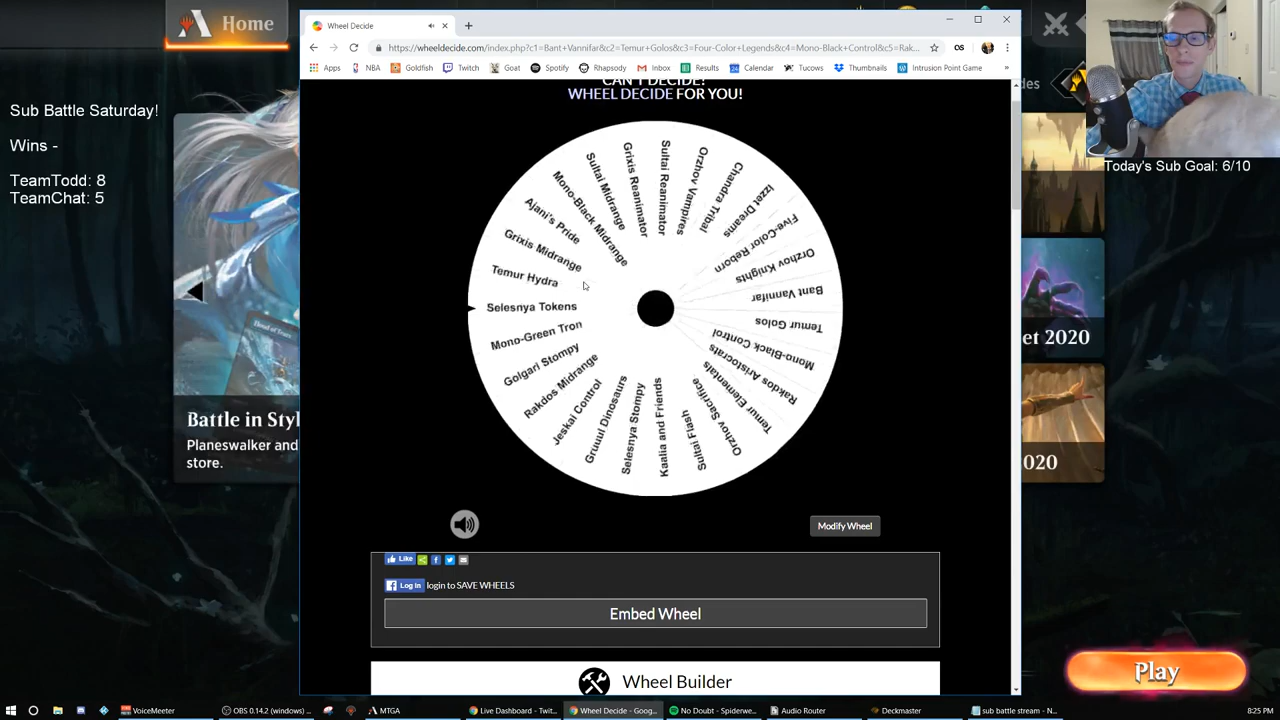 Home
Wheel Decide
https://wheeldecide.com/index.php?c1=Bant+Vannifar&c2=Temur+Golos&c3=Four-Color+Legends&c4=Mono-Black+Control&c5=Rak...
Apps
NBA
Goldfish
Twitch
Goat
Spotify
Rhapsody
Inbox
Results
Calendar
Tucows
Thumbnails
Intrusion Point Game
»
OS
CAN'T DECIDE?
WHEEL DECIDE FOR YOU!
Sub Battle Saturday!
Wins -
TeamTodd: 8
TeamChat: 5
Today's Sub Goal: 6/10
Sultai Reanimator
Orzhov Vampires
Chandra Tribal
Izzet Dreams
Five-Color Reborn
Orzhov Knights
Bant Vannifar
Temur Golos
Mono-Black Control
Rakdos Aristocrats
Temur Elementals
Orzhov Sacrifice
Sultai Flash
Kaalia and Friends
Selesnya Stompy
Gruuul Dinosaurs
Jeskai Control
Rakdos Midrange
Golgari Stompy
Mono-Green Tron
Selesnya Tokens
Temur Hydra
Grixis Midrange
Ajani's Pride
Mono-Black Midrange
Sultai Midrange
Grixis Reanimator
Modify Wheel
Like
Log in
login to SAVE WHEELS
Embed Wheel
Wheel Builder
Battle in Styl
Planeswalker and
store.
et 2020
020
des
Play
VoiceMeeter
OBS 0.14.2 (windows) ...
MTGA
Live Dashboard - Twit...
Wheel Decide - Goog...
No Doubt - Spiderwe...
Audio Router
Deckmaster
sub battle stream - N...
8:25 PM